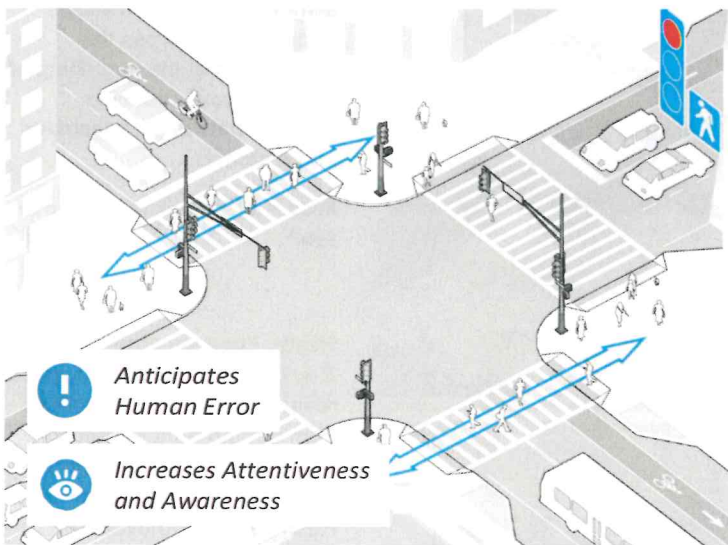 Anticipates
Human Error
Increases Attentiveness
and Awareness